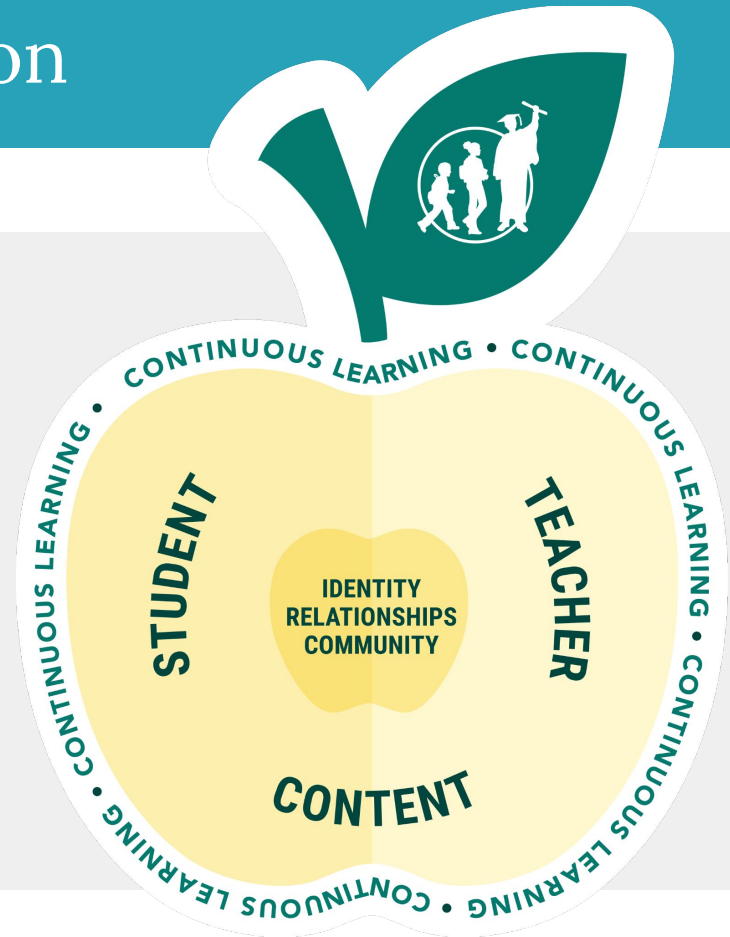 on
CONTINUOUS LEARNING • CONTINUOUS LEARNING • CONTINUOUS LEARNING • CONTINUOUS LEARNING • CONTINUOUS LEARNING •
STUDENT
TEACHER
IDENTITY
RELATIONSHIPS
COMMUNITY
CONTENT